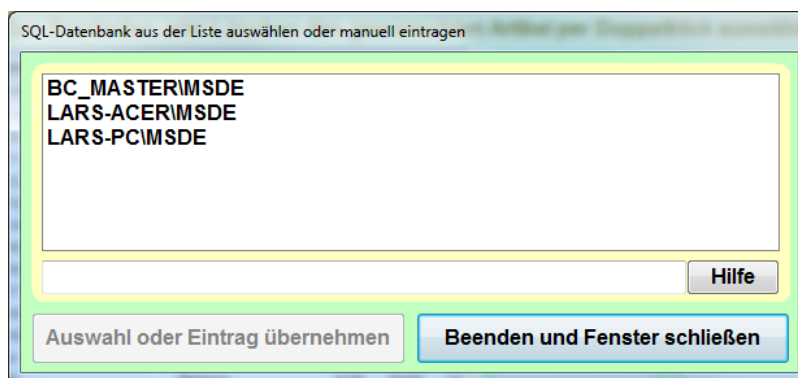 SQL-Datenbank aus der Liste auswählen oder manuell eintragen
BC_MASTER\MSDE
LARS-ACER\MSDE
LARS-PC\MSDE
Hilfe
Auswahl oder Eintrag übernehmen
Beenden und Fenster schließen